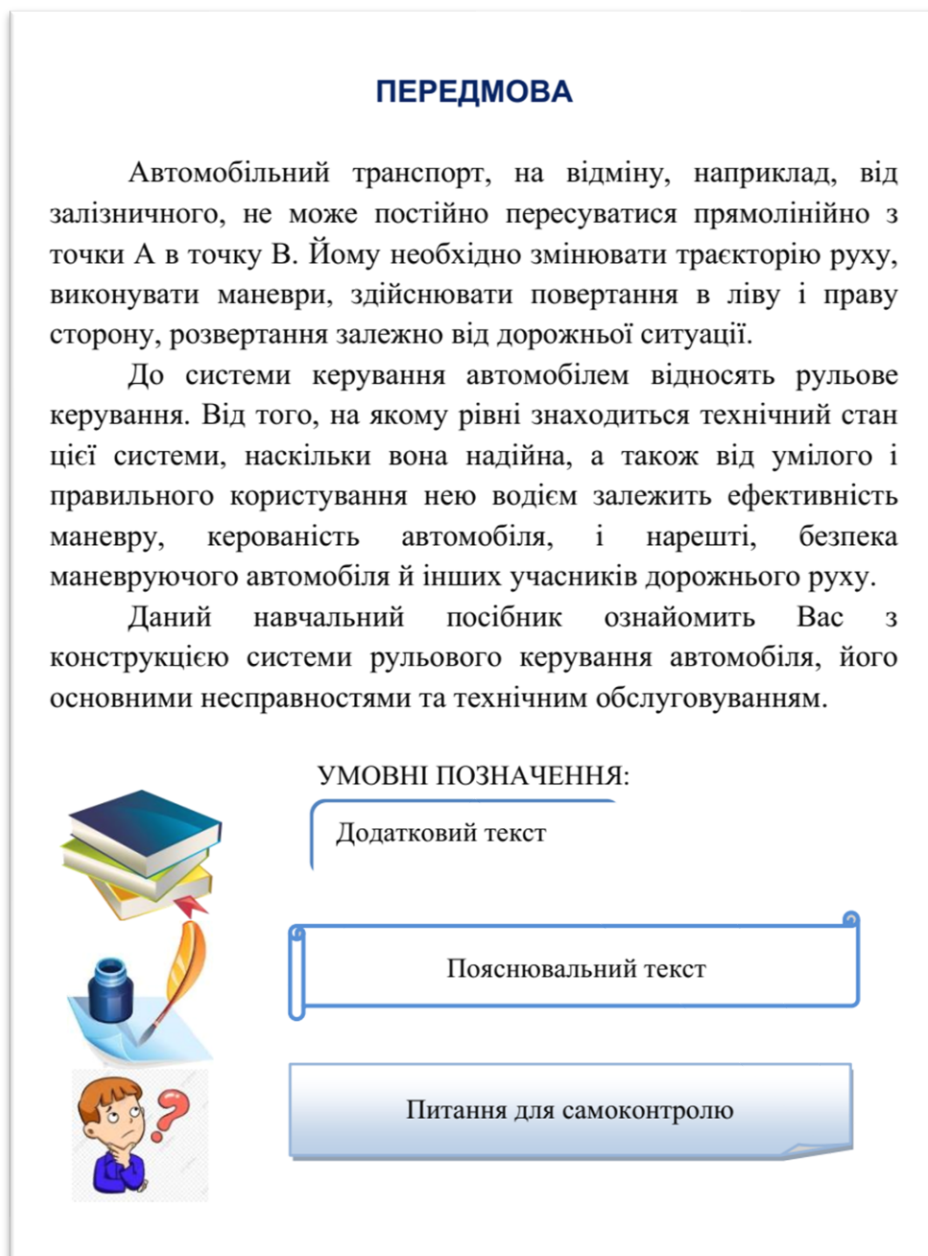 ПЕРЕДМОВА
Автомобільний транспорт, на відміну, наприклад, від
залізничного, не може постійно пересуватися прямолінійно з
точки А в точку В. Йому необхідно змінювати траєкторію руху,
виконувати маневри, здійснювати повертання в ліву і праву
сторону, розвертання залежно від дорожньої ситуації.
До системи керування автомобілем відносять рульове
керування. Від того, на якому рівні знаходиться технічний стан
цієї системи, наскільки вона надійна, а також від умілого і
правильного користування нею водієм залежить ефективність
маневру, керованість автомобіля, і нарешті, безпека
маневруючого автомобіля й інших учасників дорожнього руху.
Даний навчальний посібник ознайомить Вас з
конструкцією системи рульового керування автомобіля, його
основними несправностями та технічним обслуговуванням.
УМОВНІ ПОЗНАЧЕННЯ:
Додатковий текст
Пояснювальний текст
Питання для самоконтролю